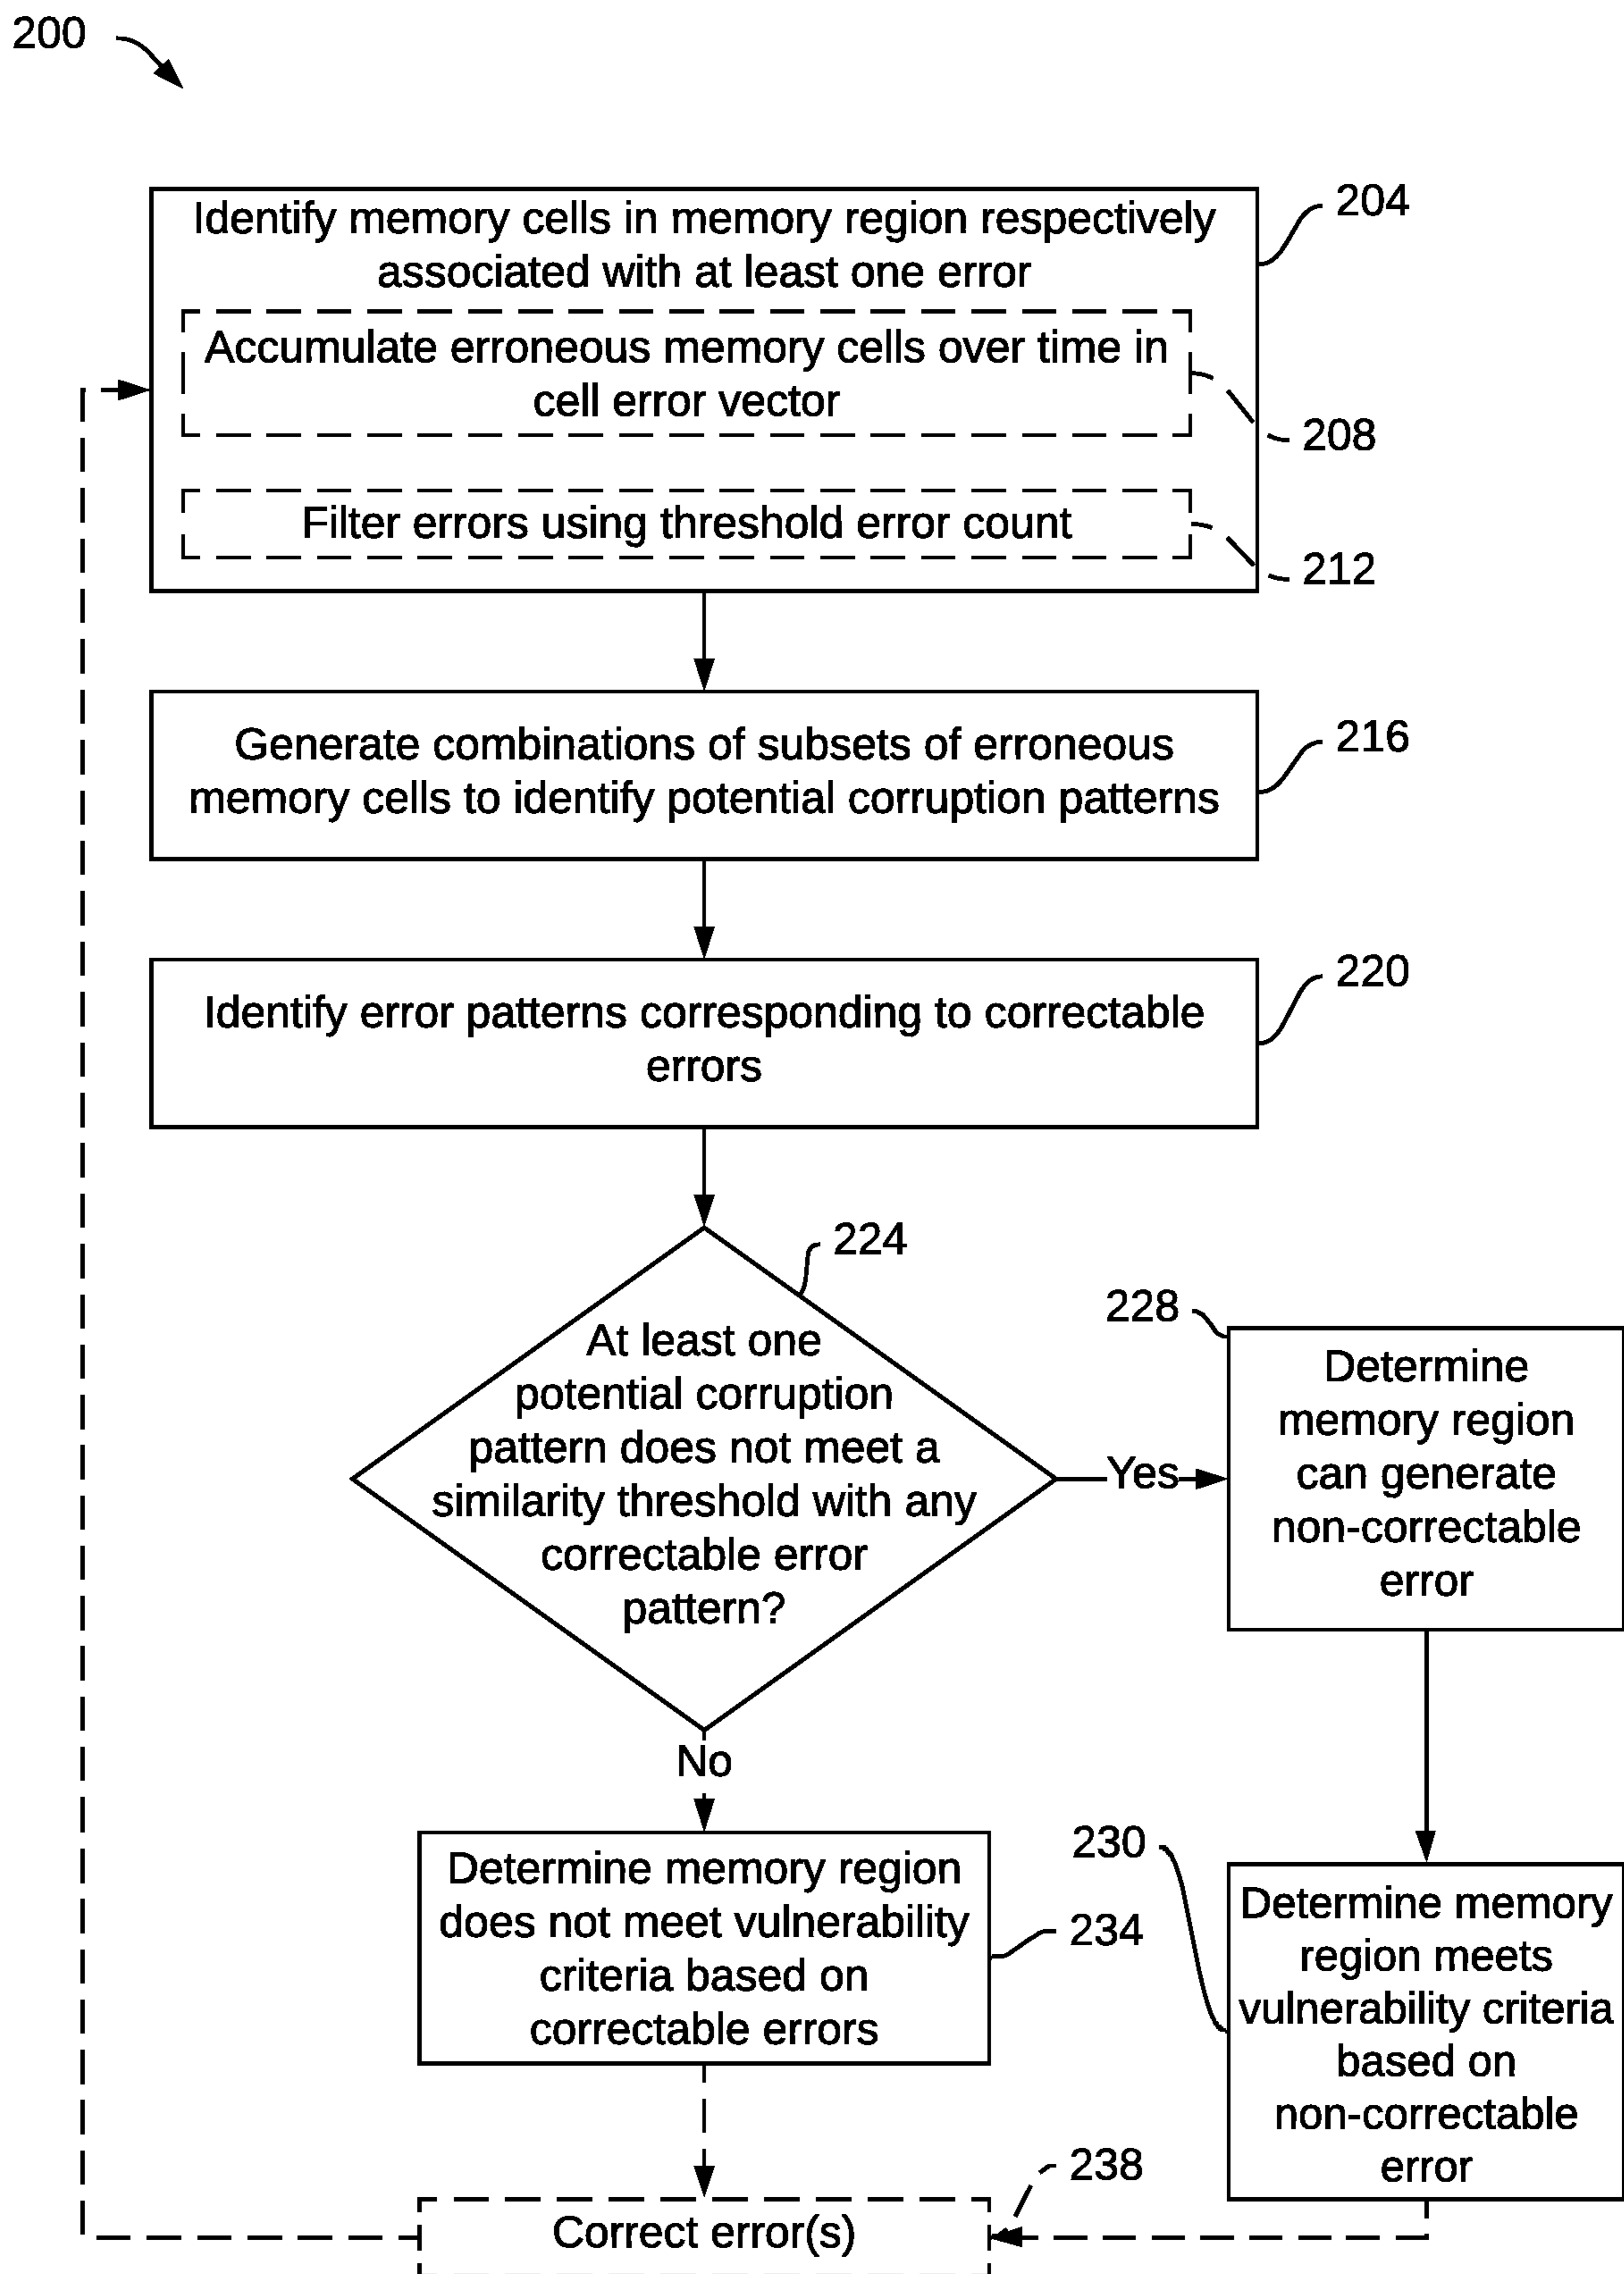 200
Identify memory cells in memory region respectively
associated with at least one error
204
Accumulate erroneous memory cells over time in
cell error vector
208
Filter errors using threshold error count
212
Generate combinations of subsets of erroneous
memory cells to identify potential corruption patterns
216
Identify error patterns corresponding to correctable
errors
220
224
At least one
potential corruption
pattern does not meet a
similarity threshold with any
correctable error
pattern?
Yes
228
Determine
memory region
can generate
non-correctable
error
No
Determine memory region
does not meet vulnerability
criteria based on
correctable errors
234
230
Determine memory
region meets
vulnerability criteria
based on
non-correctable
error
238
Correct error(s)